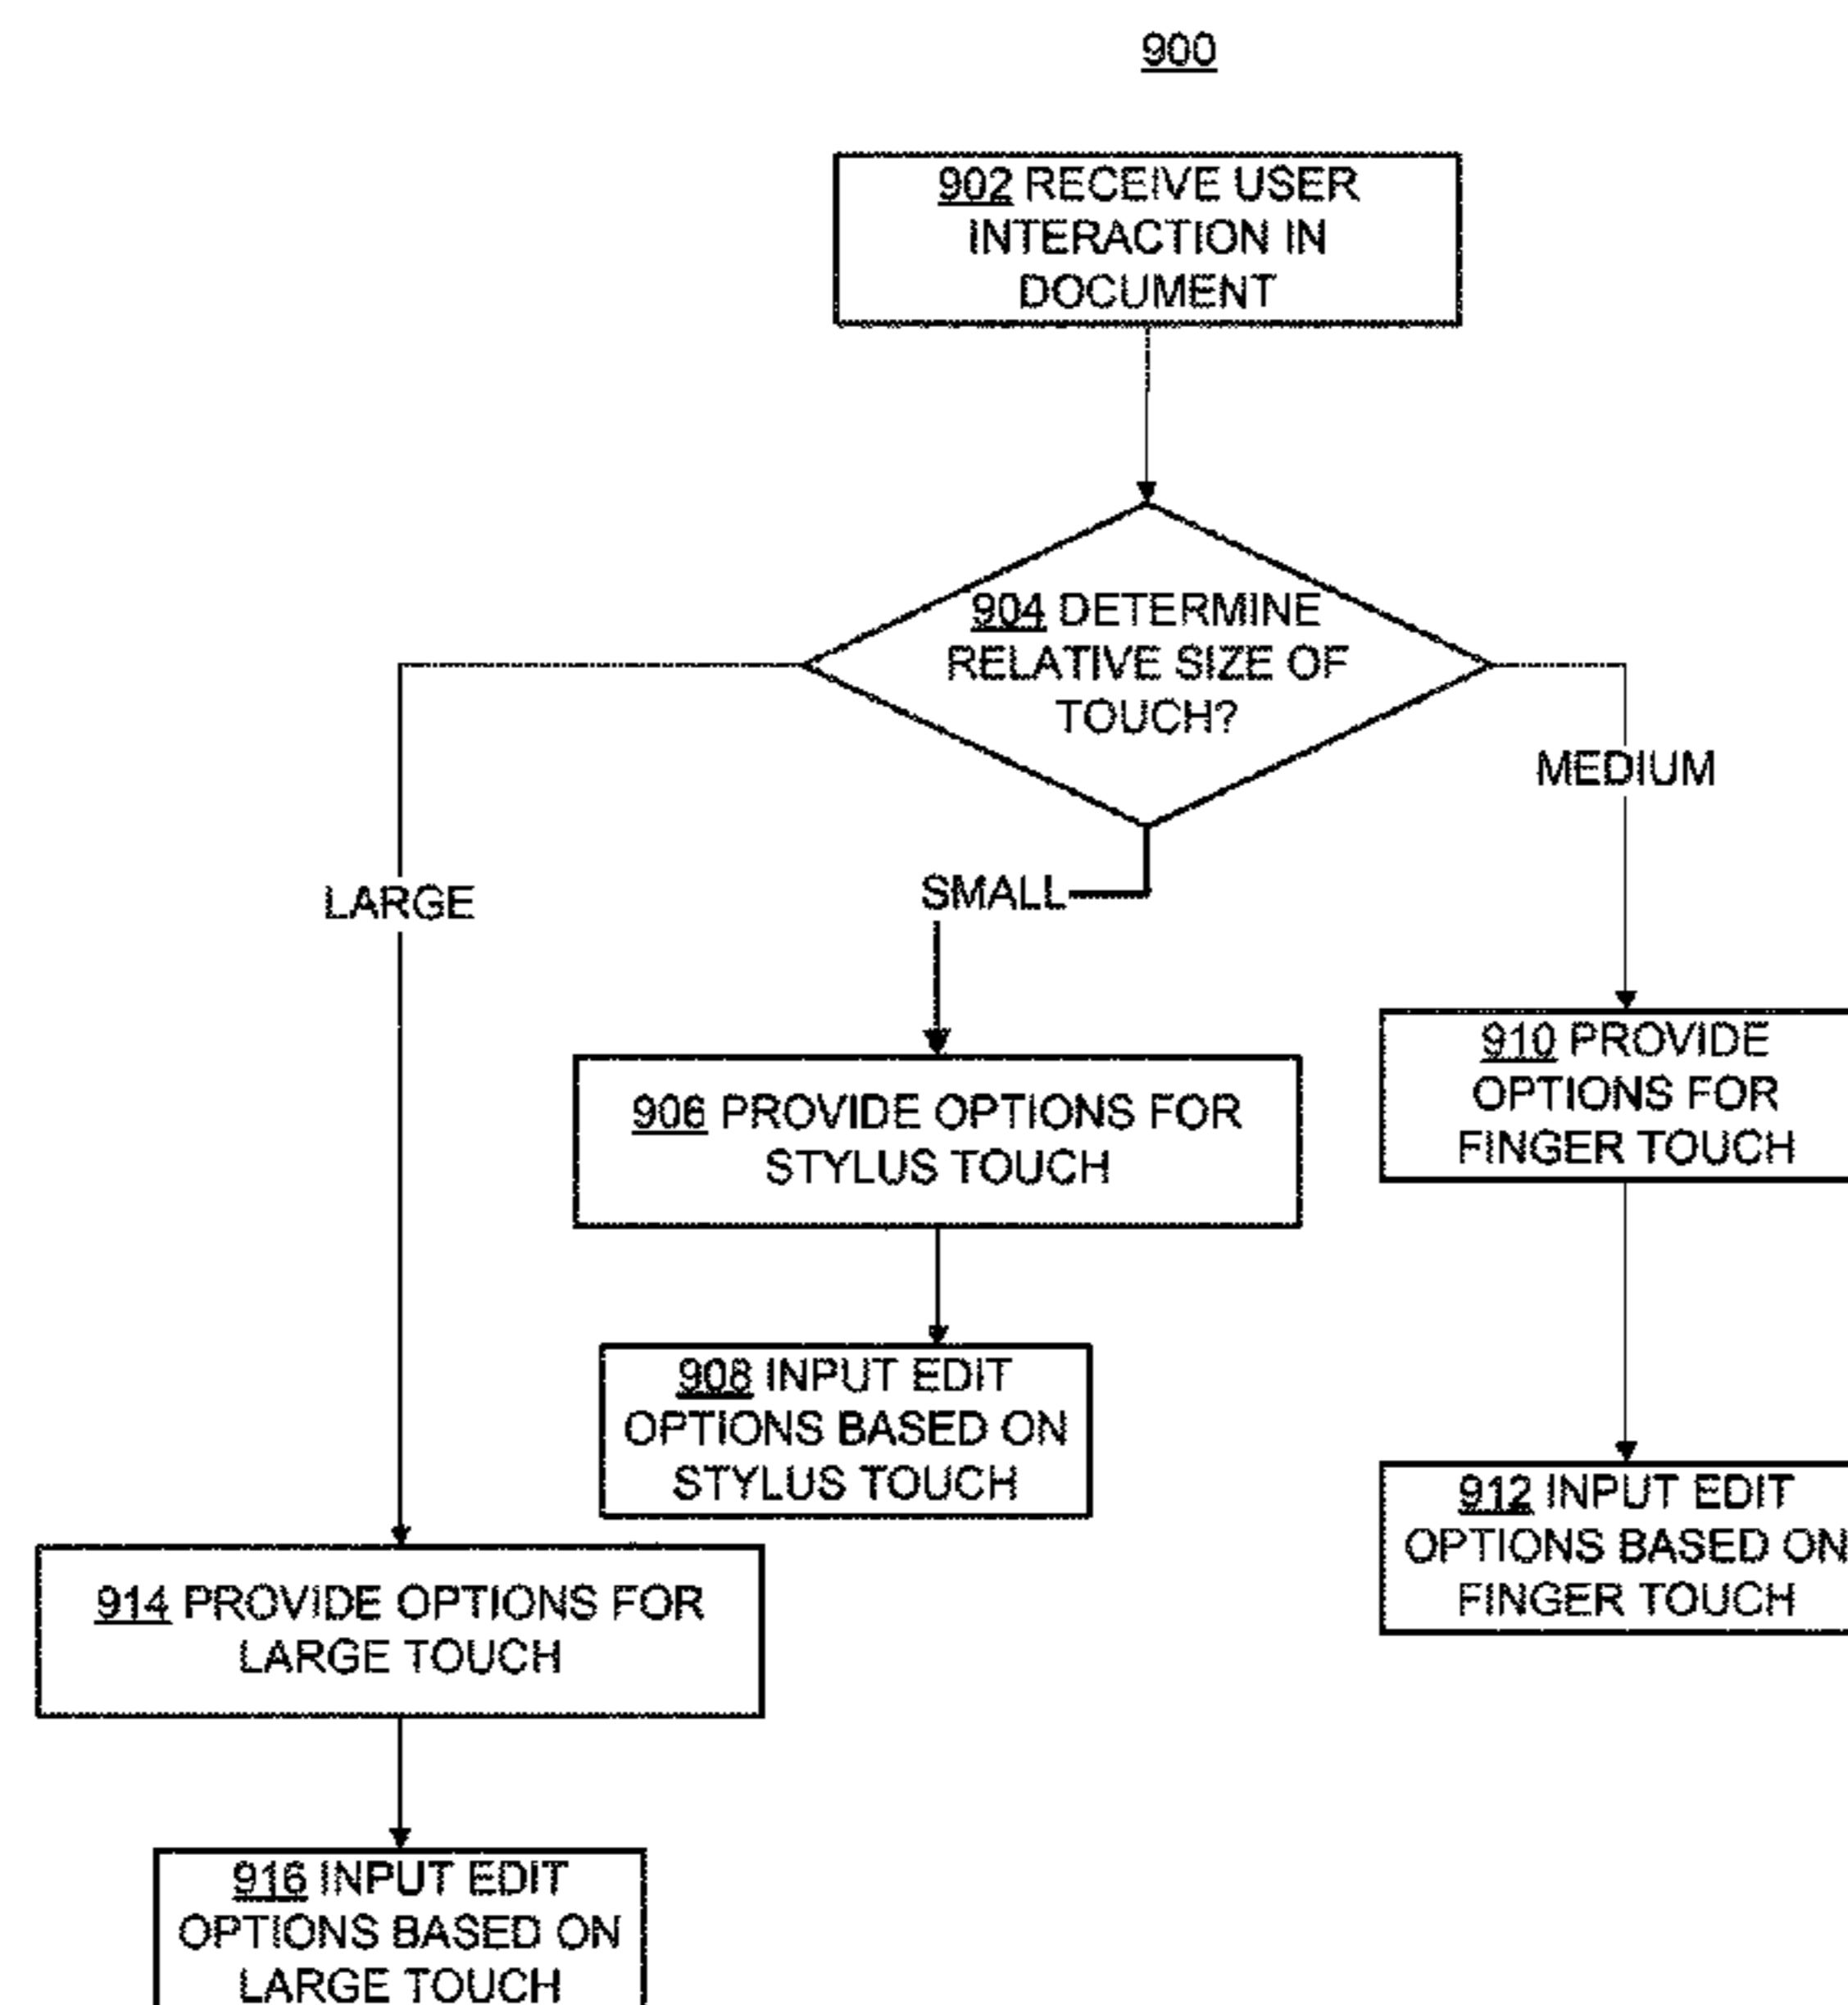 900
902 RECEIVE USER
INTERACTION IN
DOCUMENT
904 DETERMINE
RELATIVE SIZE OF
TOUCH?
MEDIUM
LARGE
SMALL
910 PROVIDE
OPTIONS FOR
FINGER TOUCH
906 PROVIDE OPTIONS FOR
STYLUS TOUCH
908 INPUT EDIT
OPTIONS BASED ON
STYLUS TOUCH
912 INPUT EDIT
OPTIONS BASED ON
FINGER TOUCH
914 PROVIDE OPTIONS FOR
LARGE TOUCH
916 INPUT EDIT
OPTIONS BASED ON
LARGE TOUCH